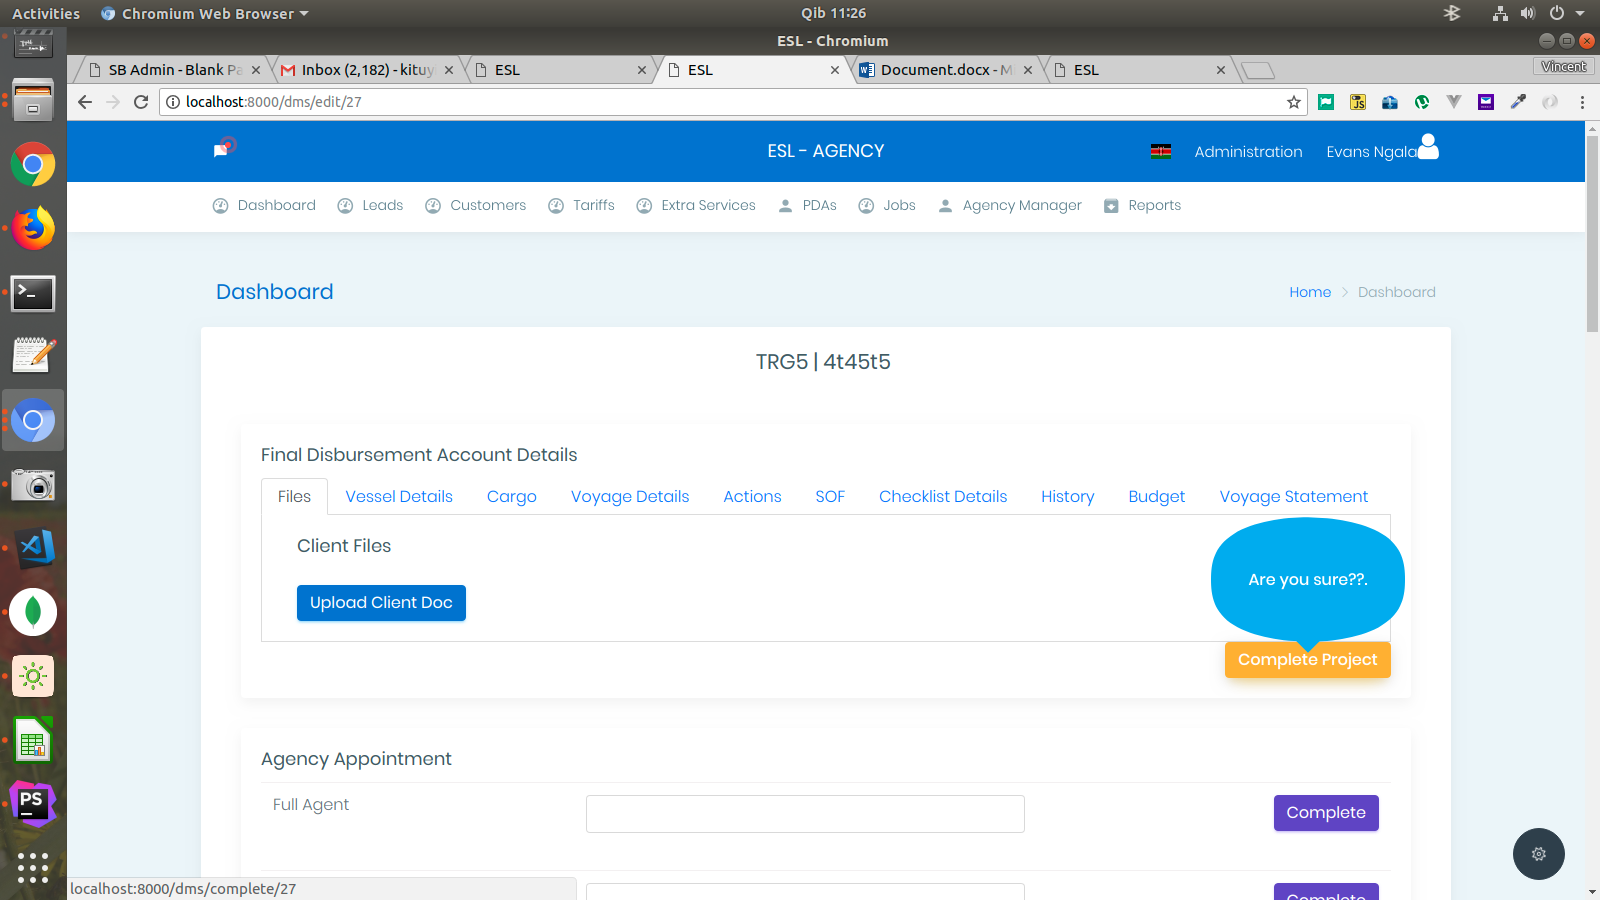 Activities Chromium Web Browser Qib 11:26
ESL - Chromium
SB Admin - Blank Pa Inbox (2,182) - kituy ESL ESL Document.docx - Mi ESL Vincent
localhost:8000/dms/edit/27
ESL - AGENCY Administration Evans Ngala
Dashboard Leads Customers Tariffs Extra Services PDAs Jobs Agency Manager Reports
Dashboard Home Dashboard
TRG5 | 4t45t5
Final Disbursement Account Details
Files Vessel Details Cargo Voyage Details Actions SOF Checklist Details History Budget Voyage Statement
Client Files
Are you sure??.
Upload Client Doc
Complete Project
Agency Appointment
Full Agent Complete
Complete
localhost:8000/dms/complete/27
JS
PS